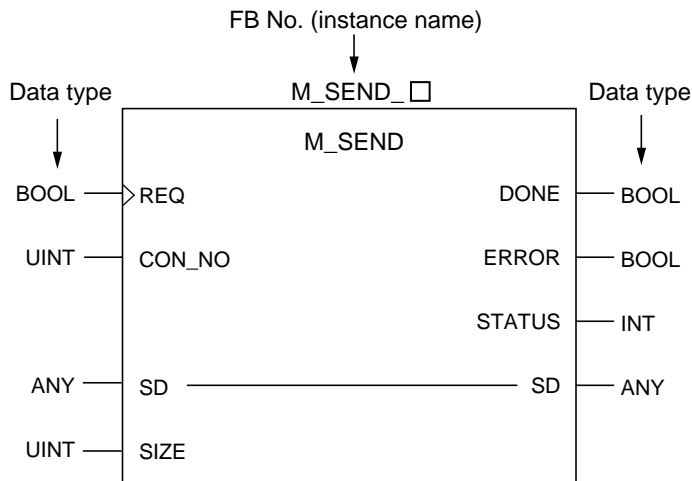 FB No. (instance name)
Data type M_SEND_□ Data type
M_SEND
BOOL REQ DONE BOOL
UINT CON_NO ERROR BOOL
STATUS INT
ANY SD SD ANY
UINT SIZE